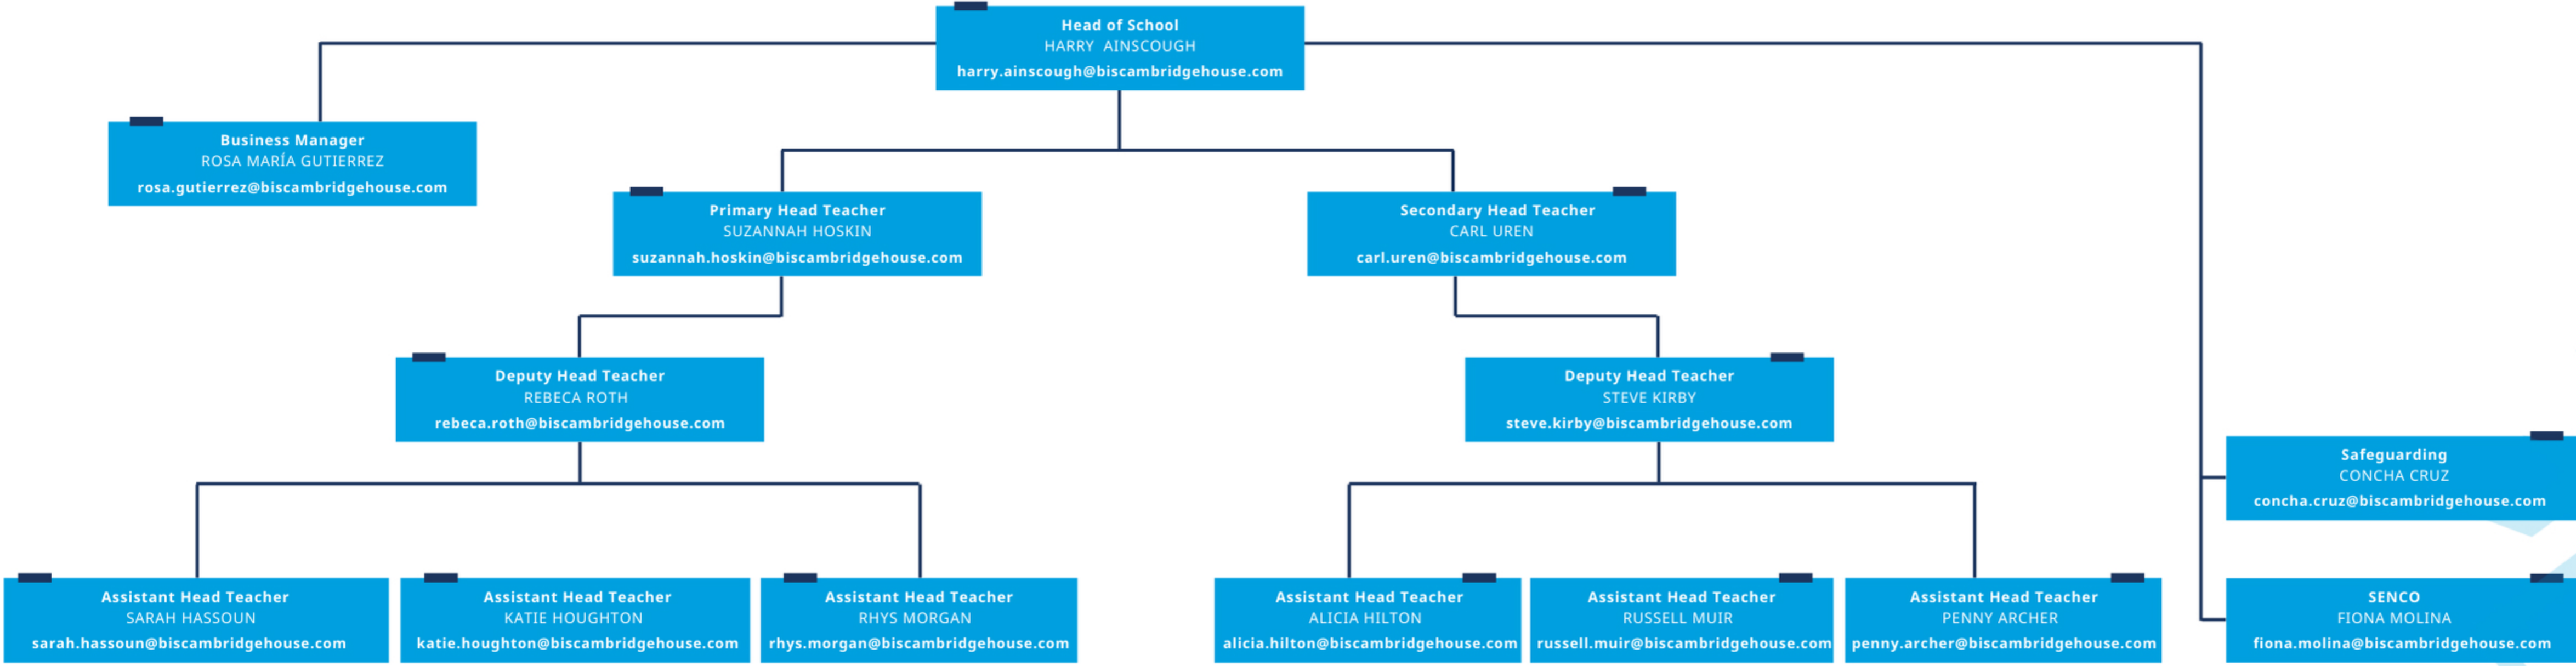 Head of School
HARRY AINSCOUGH
harry.ainscough@biscambridgehouse.com
Business Manager
ROSA MARÍA GUTIERREZ
rosa.gutierrez@biscambridgehouse.com
Primary Head Teacher
SUZANNAH HOSKIN
suzannah.hoskin@biscambridgehouse.com
Secondary Head Teacher
CARL UREN
carl.uren@biscambridgehouse.com
Deputy Head Teacher
REBECA ROTH
rebeca.roth@biscambridgehouse.com
Deputy Head Teacher
STEVE KIRBY
steve.kirby@biscambridgehouse.com
Safeguarding
CONCHA CRUZ
concha.cruz@biscambridgehouse.com
Assistant Head Teacher
SARAH HASSOUN
sarah.hassoun@biscambridgehouse.com
Assistant Head Teacher
KATIE HOUGHTON
katie.houghton@biscambridgehouse.com
Assistant Head Teacher
RHYS MORGAN
rhys.morgan@biscambridgehouse.com
Assistant Head Teacher
ALICIA HILTON
alicia.hilton@biscambridgehouse.com
Assistant Head Teacher
RUSSELL MUIR
russell.muir@biscambridgehouse.com
Assistant Head Teacher
PENNY ARCHER
penny.archer@biscambridgehouse.com
SENCO
FIONA MOLINA
fiona.molina@biscambridgehouse.com